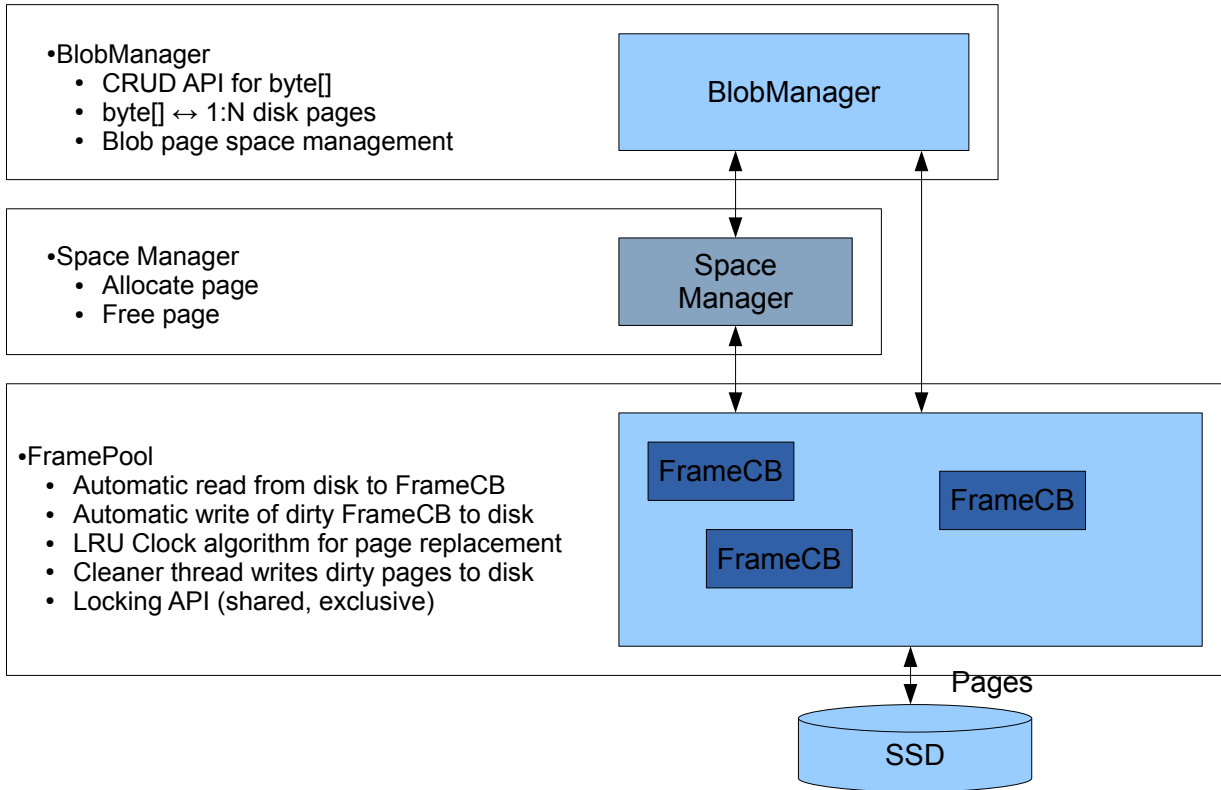 •BlobManager
• CRUD API for byte[]
• byte[] ↔ 1:N disk pages
• Blob page space management
BlobManager
•Space Manager
• Allocate page
• Free page
Space
Manager
•FramePool
• Automatic read from disk to FrameCB
• Automatic write of dirty FrameCB to disk
• LRU Clock algorithm for page replacement
• Cleaner thread writes dirty pages to disk
• Locking API (shared, exclusive)
FrameCB
FrameCB
FrameCB
Pages
SSD